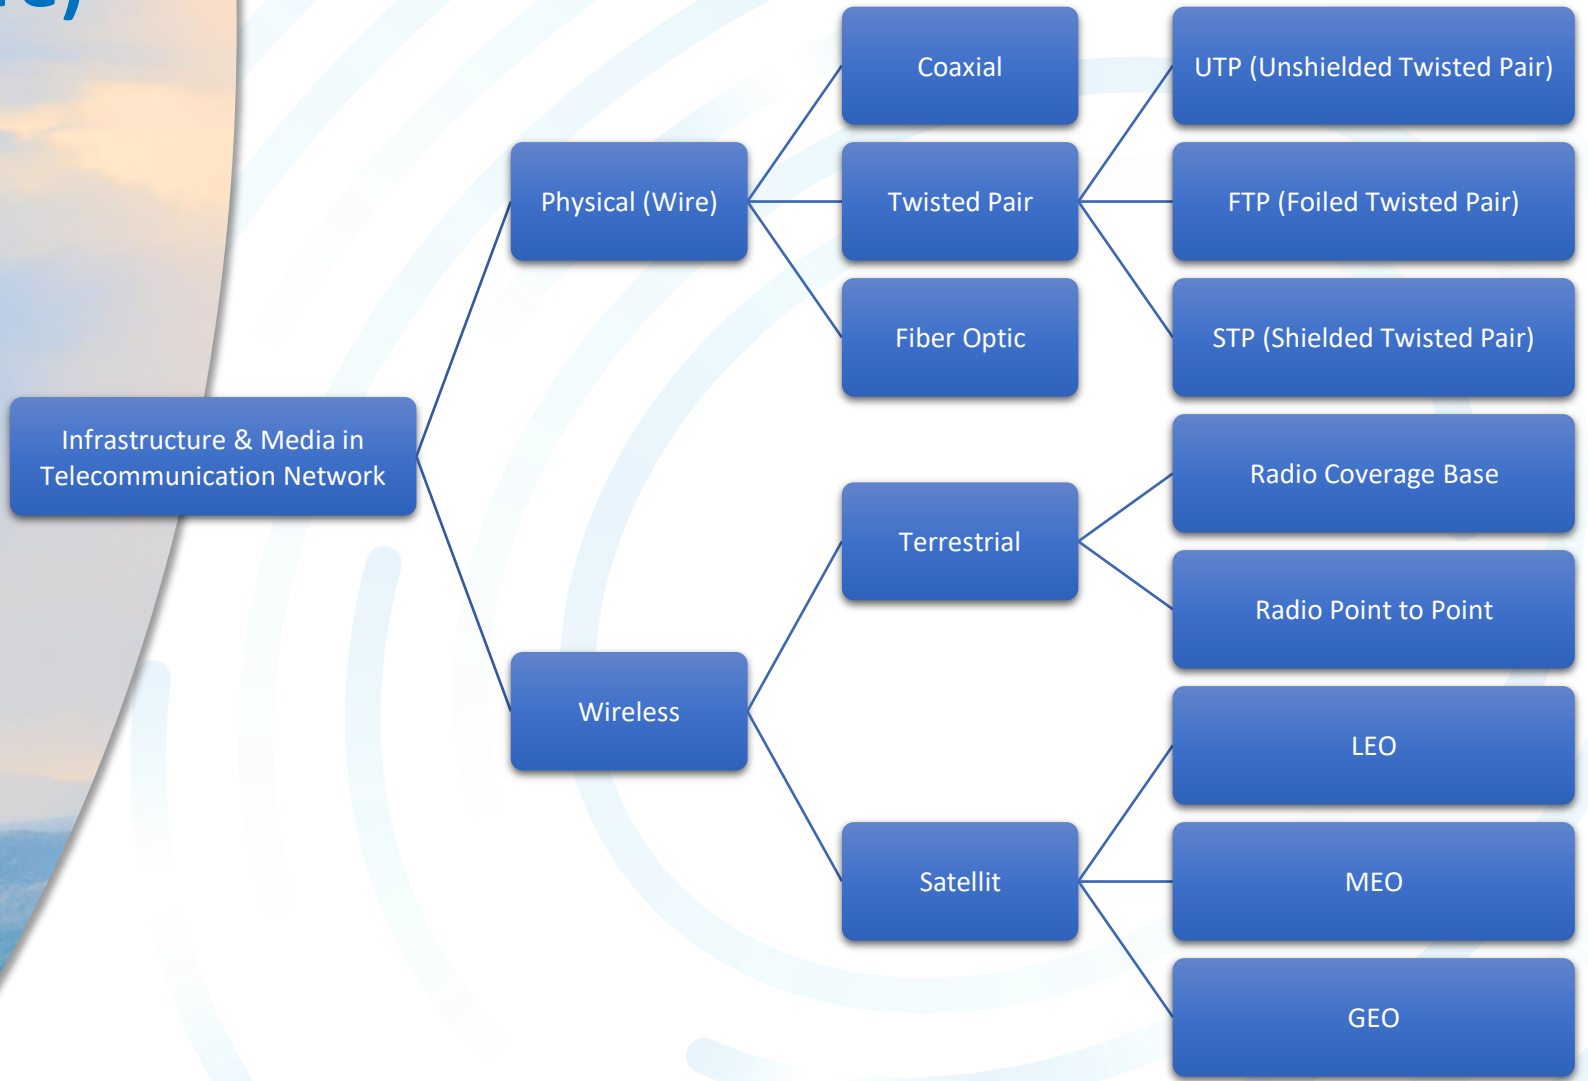 Coaxial
UTP (Unshielded Twisted Pair)
Physical (Wire)
Twisted Pair
FTP (Foiled Twisted Pair)
Fiber Optic
STP (Shielded Twisted Pair)
Infrastructure & Media in
Telecommunication Network
Radio Coverage Base
Terrestrial
Radio Point to Point
Wireless
LEO
Satellit
MEO
GEO